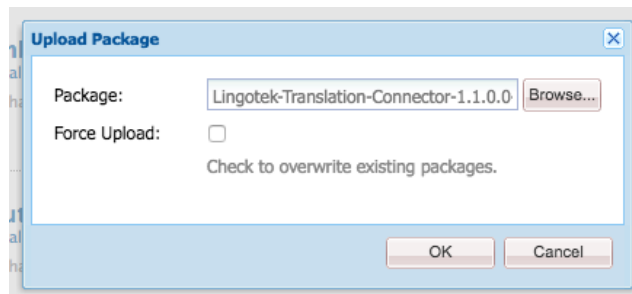 Upload Package
Package: Lingotek-Translation-Connector-1.1.0.0 Browse...
Force Upload:
Check to overwrite existing packages.
OK Cancel